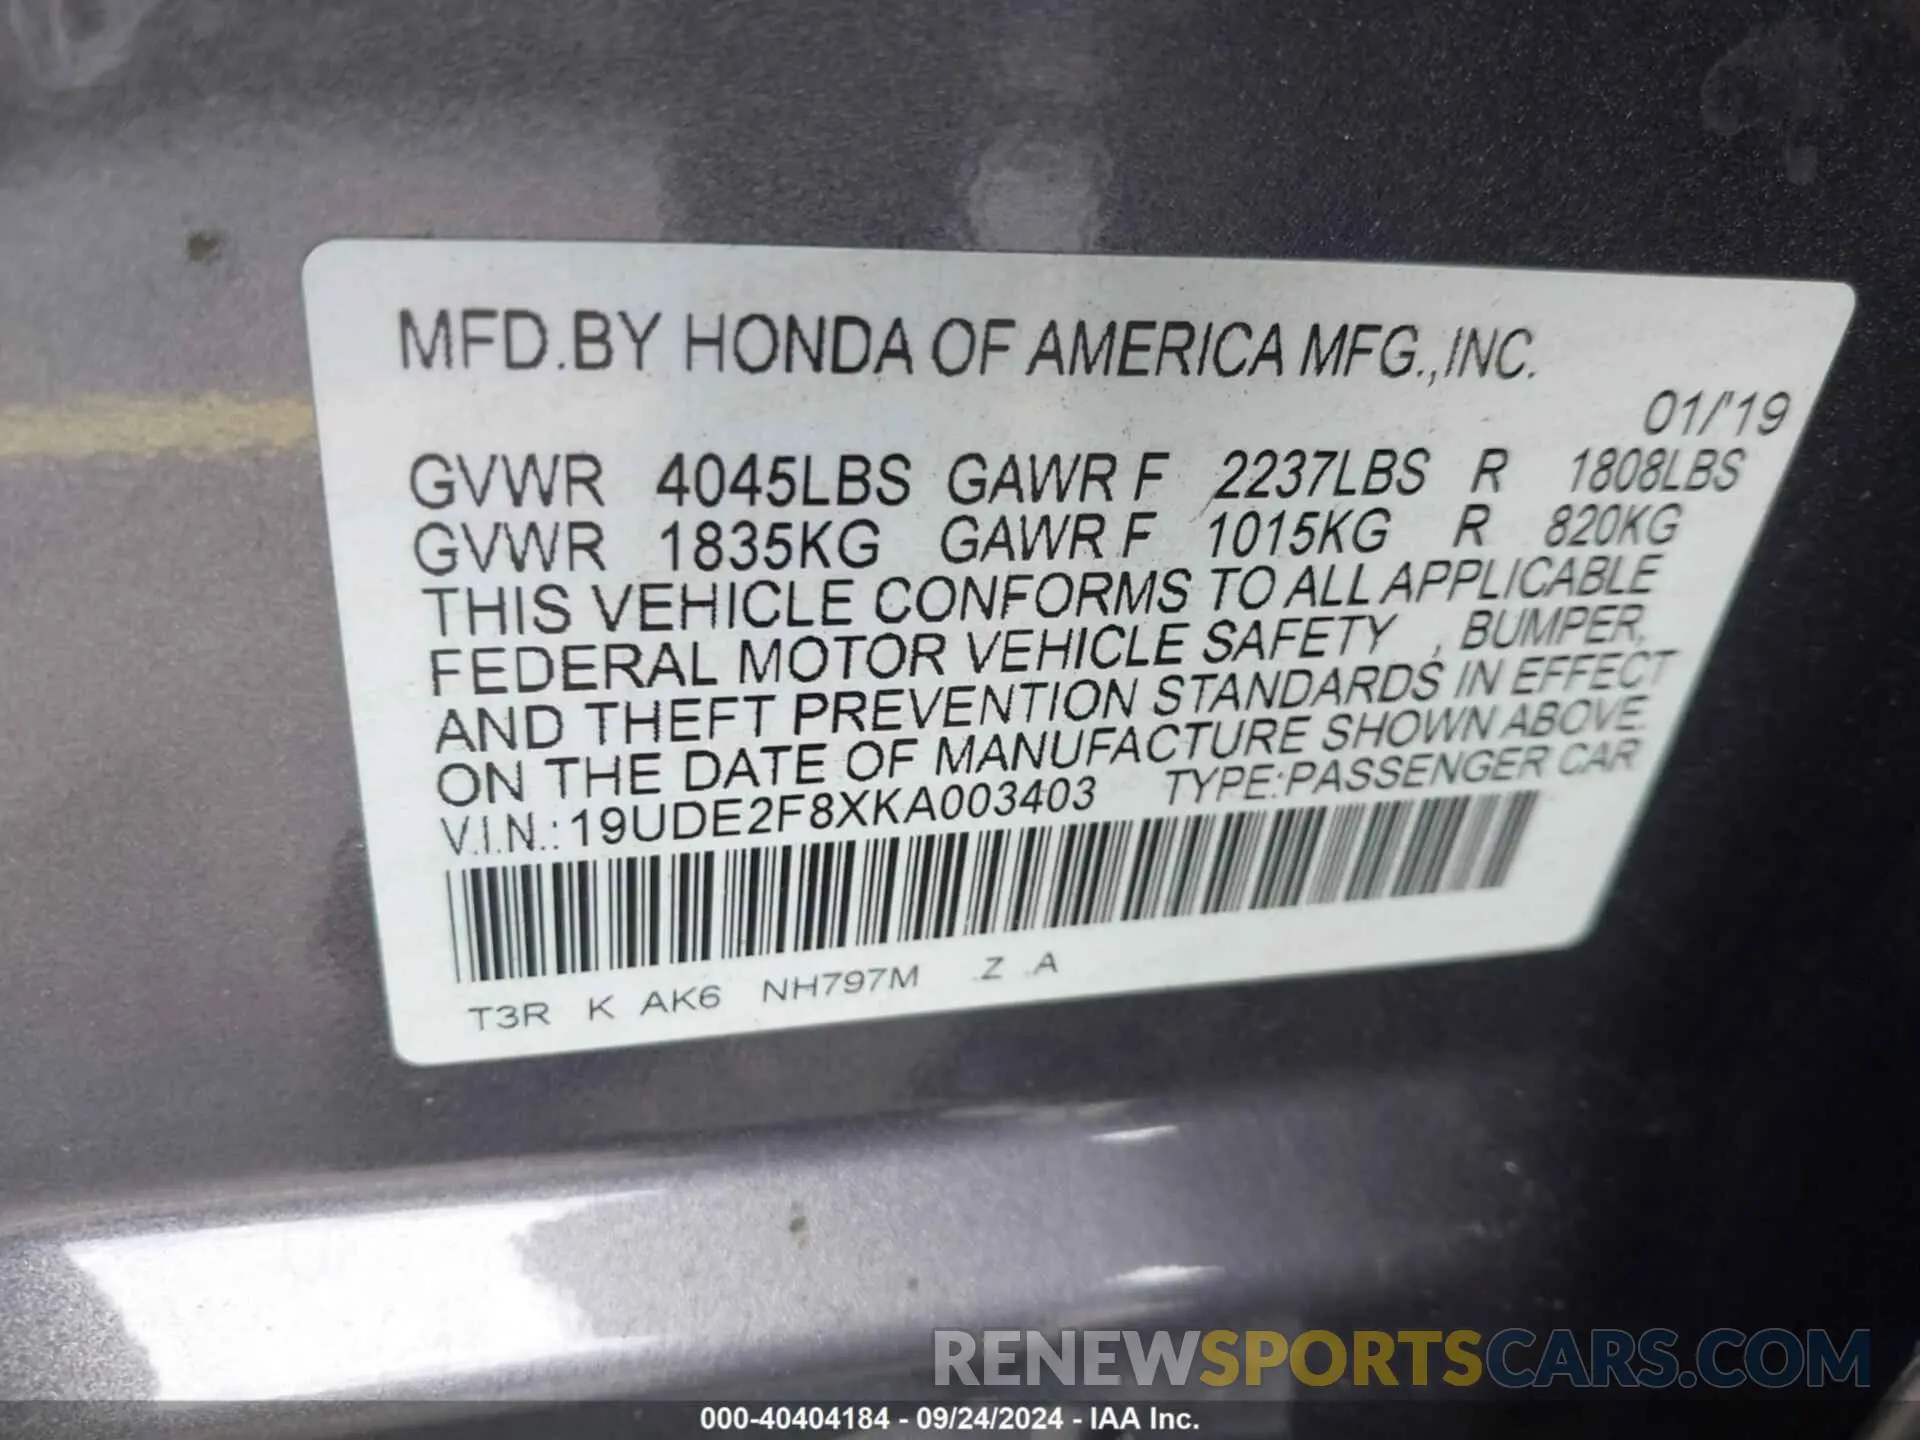 MFD.BY HONDA OF AMERICA MFG.,INC.
01/'19
GVWR 4045LBS GAWR F 2237LBS R 1808LBS
GVWR 1835KG GAWR F 1015KG R 820KG
THIS VEHICLE CONFORMS TO ALL APPLICABLE
FEDERAL MOTOR VEHICLE SAFETY , BUMPER,
AND THEFT PREVENTION STANDARDS IN EFFECT
ON THE DATE OF MANUFACTURE SHOWN ABOVE.
V.I.N.: 19UDE2F8XKA003403 TYPE:PASSENGER CAR
T3R K AK6 NH797M Z A
RENEWSPORTSCARS.COM
000-40404184 - 09/24/2024 - IAA Inc.